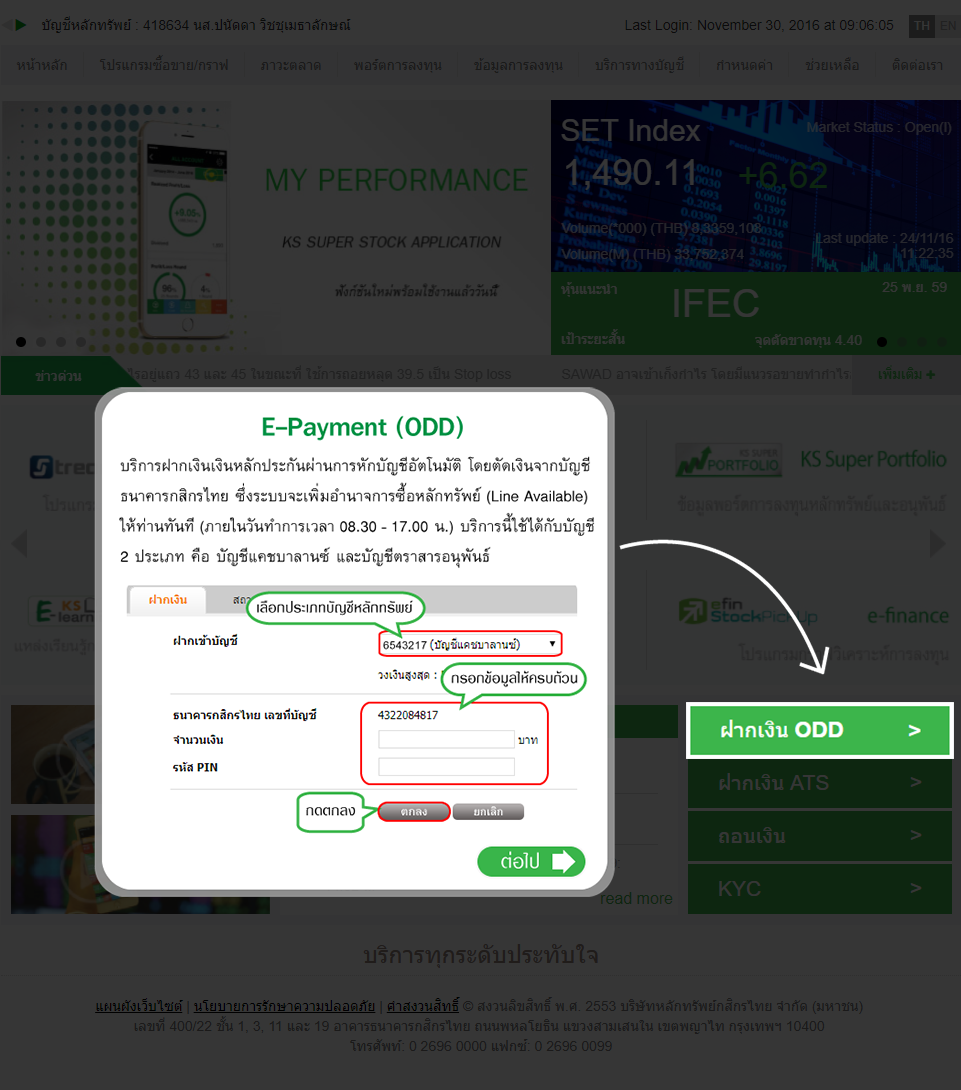 บัญชีหลักทรัพย์ : 418634 นส.ปนัดดา วิชชุเมธาลักษณ์
Last Login: November 30, 2016 at 09:06:05
TH EN
หน้าหลัก
โปรแกรมซื้อขาย/กราฟ
ภาวะตลาด
พอร์ตการลงทุน
ข้อมูลการลงทุน
บริการทางบัญชี
กำหนดค่า
ช่วยเหลือ
ติดต่อเรา
MY PERFORMANCE
KS SUPER STOCK APPLICATION
ฟังก์ชันใหม่พร้อมใช้งานแล้ววันนี้
SET Index
Market Status : Open(I)
1,490.11 +6.62
Volume(*000) (THB) 8,3359,108
Volume(M) (THB) 33,752,374
Last update : 24/11/16
11:22:35
หุ้นแนะนำ
IFEC
25 พ.ย. 59
เป้าระยะสั้น
จุดตัดขาดทุน 4.40
ข่าวด่วน
43 และ 45 ในขณะที่ ใช้การถอยหลุด 39.5 เป็น Stop loss
SAWAD อาจเข้าเก็งกำไร โดยมีแนวรอขายทำกำไร
เพิ่มเติม +
E-Payment (ODD)
บริการฝากเงินเงินหลักประกันผ่านการหักบัญชีอัตโนมัติ โดยตัดเงินจากบัญชี
ธนาคารกสิกรไทย ซึ่งระบบจะเพิ่มอำนาจการซื้อหลักทรัพย์ (Line Available)
ให้ท่านทันที (ภายในวันทำการเวลา 08.30 - 17.00 น.) บริการนี้ใช้ได้กับบัญชี
2 ประเภท คือ บัญชีแคชบาลานซ์ และบัญชีตราสารอนุพันธ์
ฝากเงิน
เลือกประเภทบัญชีหลักทรัพย์
ฝากเข้าบัญชี
6543217 (บัญชีแคชบาลานซ์)
วงเงินสูงสุด :
กรอกข้อมูลให้ครบถ้วน
ธนาคารกสิกรไทย เลขที่บัญชี
4322084817
จำนวนเงิน
บาท
รหัส PIN
กดตกลง
ตกลง
ยกเลิก
ต่อไป
KS SUPER
PORTFOLIO
KS Super Portfolio
ข้อมูลพอร์ตการลงทุนหลักทรัพย์และอนุพันธ์
efin
StockPickUp
e-finance
ฝากเงิน ODD >
ฝากเงิน ATS >
ถอนเงิน >
KYC >
read more
บริการทุกระดับประทับใจ
แผนผังเว็บไซต์ | นโยบายการรักษาความปลอดภัย | คำสงวนสิทธิ์ © สงวนลิขสิทธิ์ พ.ศ. 2553 บริษัทหลักทรัพย์กสิกรไทย จำกัด (มหาชน)
เลขที่ 400/22 ชั้น 1, 3, 11 และ 19 อาคารธนาคารกสิกรไทย ถนนพหลโยธิน แขวงสามเสนใน เขตพญาไท กรุงเทพฯ 10400
โทรศัพท์: 0 2696 0000 แฟกซ์: 0 2696 0099